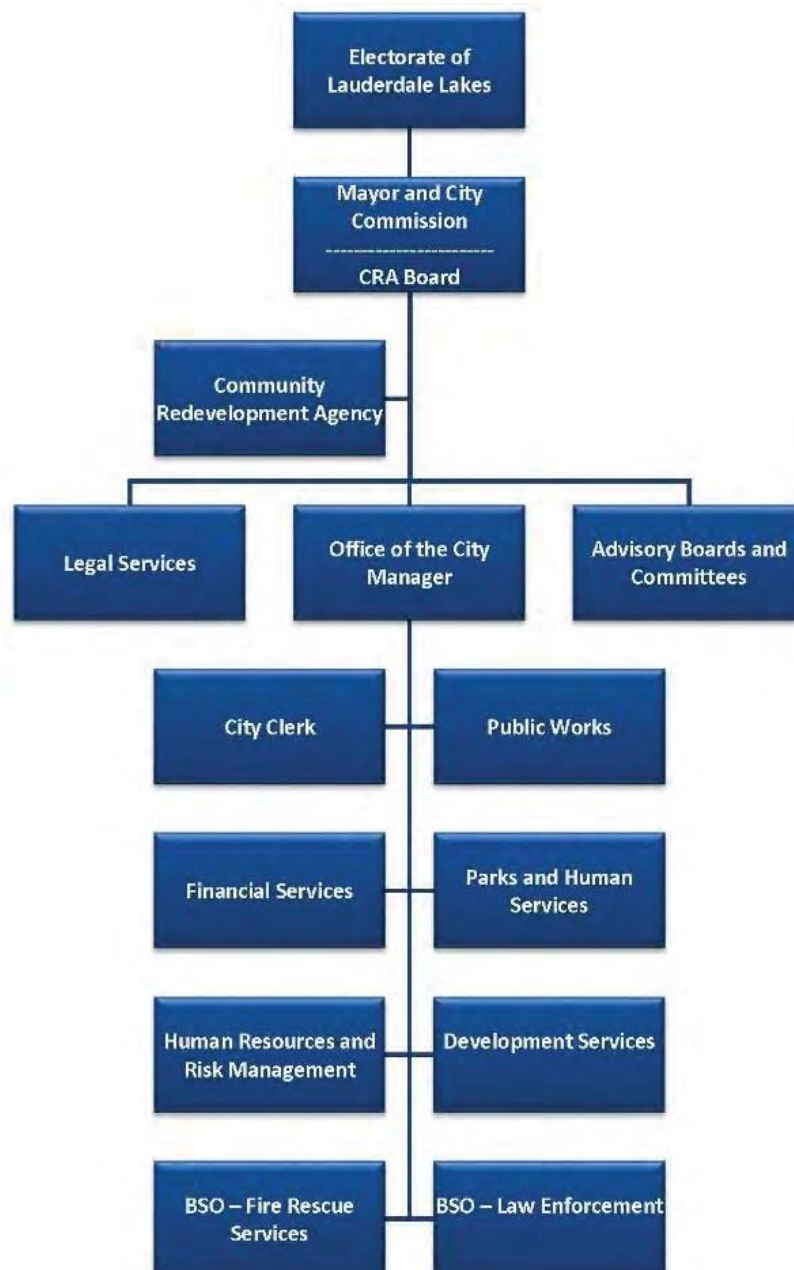 Electorate of
Lauderdale Lakes
Mayor and City
Commission
--------------------------
CRA Board
Community
Redevelopment Agency
Legal Services
Office of the City
Manager
Advisory Boards and
Committees
City Clerk
Public Works
Financial Services
Parks and Human
Services
Human Resources and
Risk Management
Development Services
BSO – Fire Rescue
Services
BSO – Law Enforcement